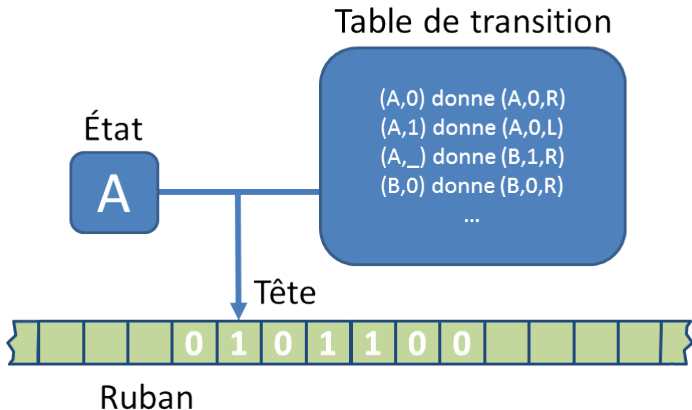 Table de transition
(A,0) donne (A,0,R)
(A,1) donne (A,0,L)
(A,_) donne (B,1,R)
(B,0) donne (B,0,R)
...
État
A
Tête
0 1 0 1 1 0 0
Ruban